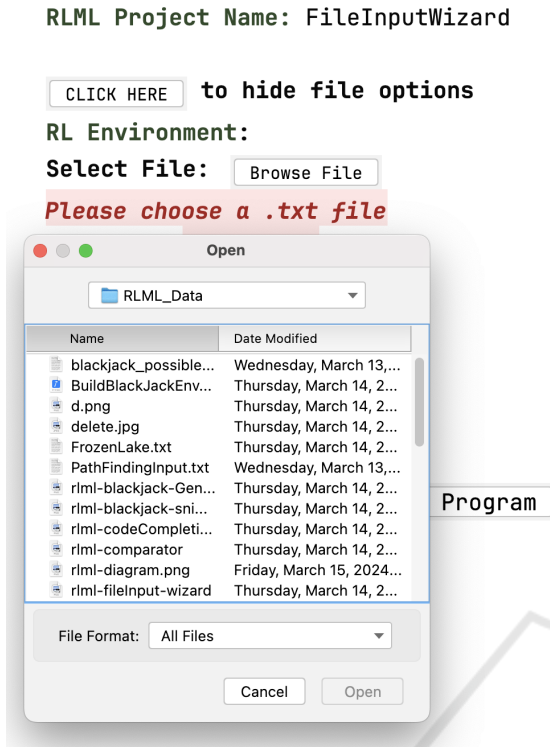 RLML Project Name: FileInputWizard
CLICK HERE to hide file options
RL Environment:
Select File: Browse File
Please choose a .txt file
Open
RLML_Data
Name Date Modified
blackjack_possible... Wednesday, March 13,...
BuildBlackJackEnv... Thursday, March 14, 2...
d.png Thursday, March 14, 2...
delete.jpg Thursday, March 14, 2...
FrozenLake.txt Thursday, March 14, 2...
PathFindingInput.txt Wednesday, March 13,...
rlml-blackjack-Gen... Thursday, March 14, 2...
rlml-blackjack-sni... Thursday, March 14, 2...
Program
rlml-codeCompleti... Thursday, March 14, 2...
rlml-comparator Thursday, March 14, 2...
rlml-diagram.png Friday, March 15, 2024...
rlml-fileInput-wizard Thursday, March 14, 2...
File Format: All Files
Cancel Open